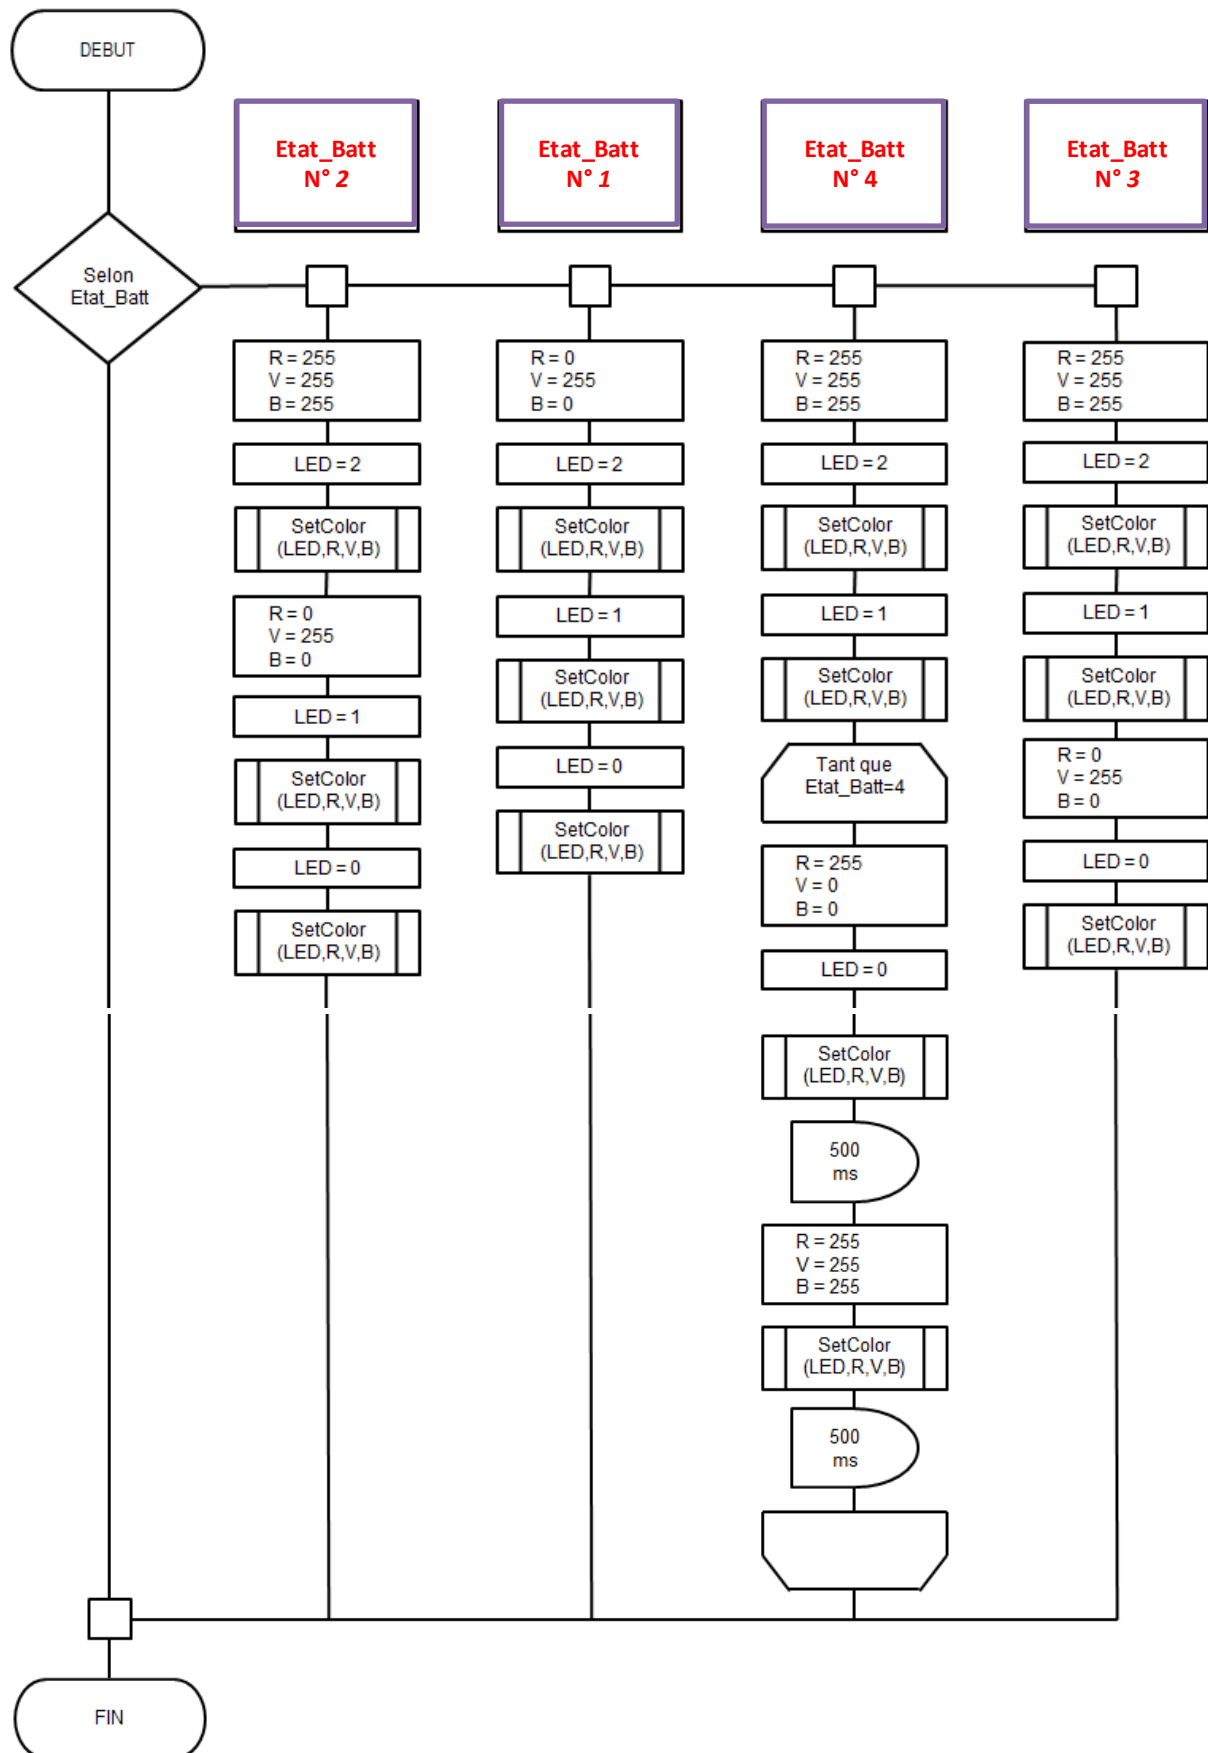 DEBUT
Etat_Batt
N° 2
Etat_Batt
N° 1
Etat_Batt
N° 4
Etat_Batt
N° 3
Selon
Etat_Batt
R = 255
V = 255
B = 255
LED = 2
SetColor
(LED,R,V,B)
R = 0
V = 255
B = 0
LED = 1
SetColor
(LED,R,V,B)
LED = 0
SetColor
(LED,R,V,B)
R = 0
V = 255
B = 0
LED = 2
SetColor
(LED,R,V,B)
LED = 1
SetColor
(LED,R,V,B)
LED = 0
SetColor
(LED,R,V,B)
R = 255
V = 255
B = 255
LED = 2
SetColor
(LED,R,V,B)
LED = 1
SetColor
(LED,R,V,B)
Tant que
Etat_Batt=4
R = 255
V = 0
B = 0
LED = 0
SetColor
(LED,R,V,B)
500
ms
R = 255
V = 255
B = 255
SetColor
(LED,R,V,B)
500
ms
R = 255
V = 255
B = 255
LED = 2
SetColor
(LED,R,V,B)
LED = 1
SetColor
(LED,R,V,B)
R = 0
V = 255
B = 0
LED = 0
SetColor
(LED,R,V,B)
FIN